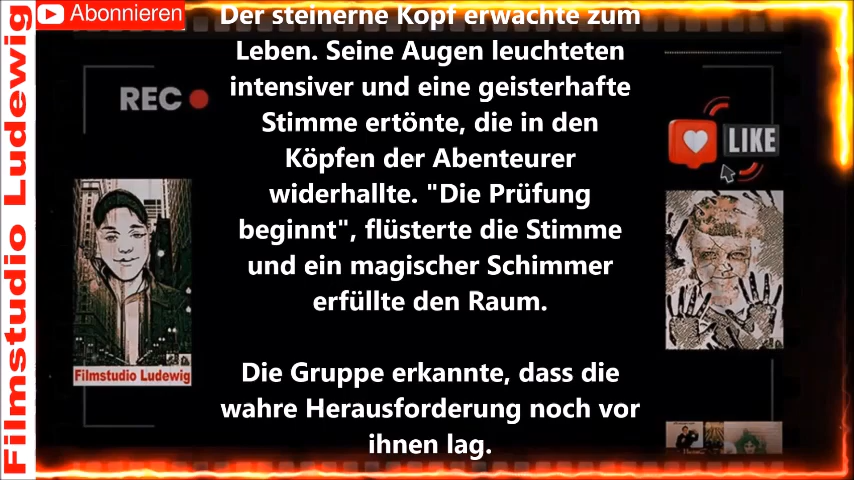 Filmstudio Ludewig
Abonnieren
REC
LIKE
Filmstudio Ludewig
Der steinerne Kopf erwachte zum
Leben. Seine Augen leuchteten
intensiver und eine geisterhafte
Stimme ertönte, die in den
Köpfen der Abenteurer
widerhallte. "Die Prüfung
beginnt", flüsterte die Stimme
und ein magischer Schimmer
erfüllte den Raum.
Die Gruppe erkannte, dass die
wahre Herausforderung noch vor
ihnen lag.